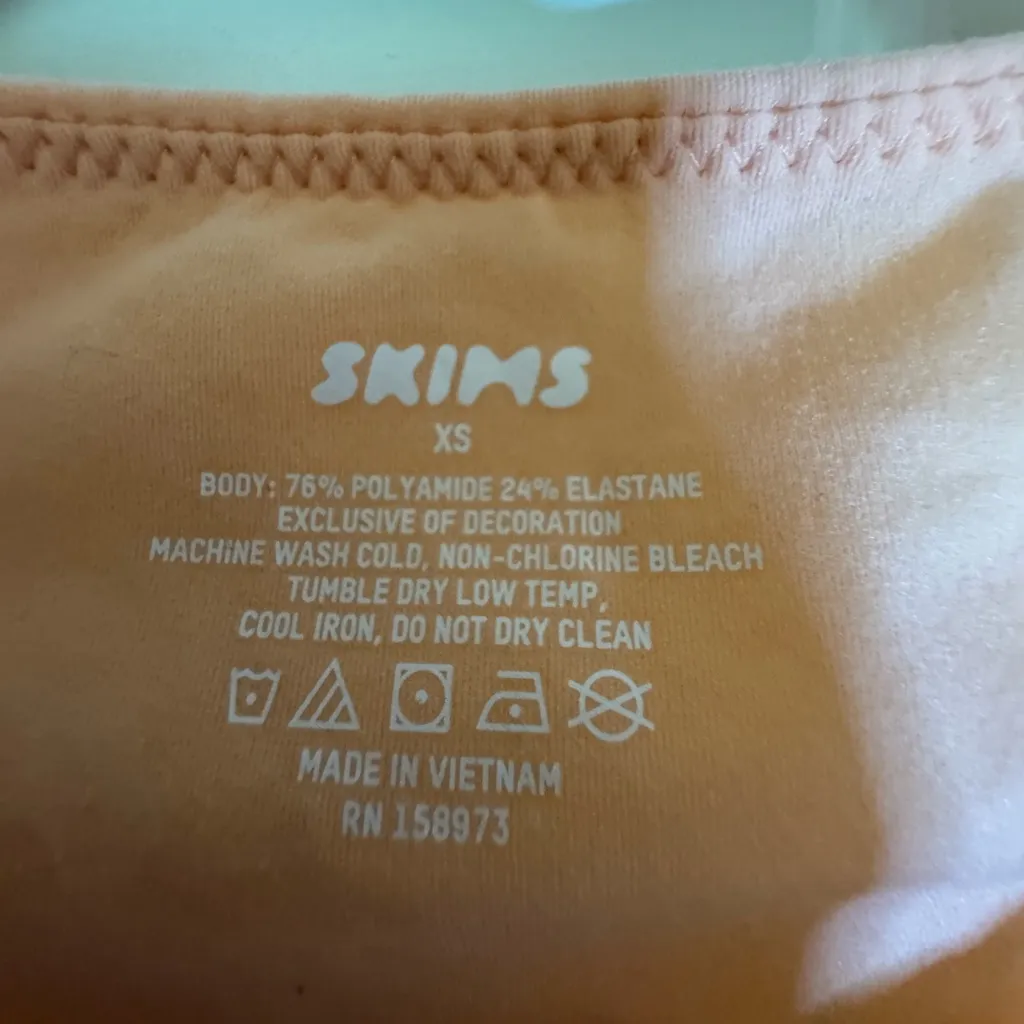 SKIMS
XS
BODY: 76% POLYAMIDE 24% ELASTANE
EXCLUSIVE OF DECORATION
MACHINE WASH COLD, NON-CHLORINE BLEACH
TUMBLE DRY LOW TEMP,
COOL IRON, DO NOT DRY CLEAN
MADE IN VIETNAM
RN 158973